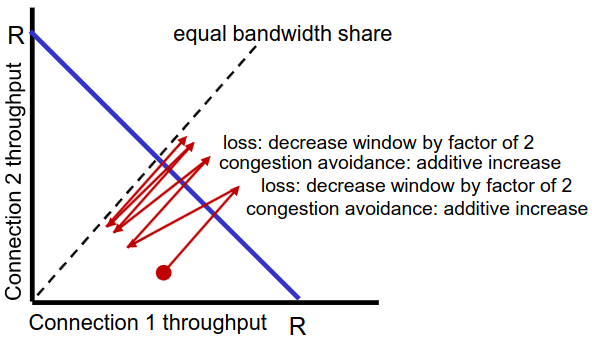 equal bandwidth share
R
Connection 2 throughput
loss: decrease window by factor of 2
congestion avoidance: additive increase
loss: decrease window by factor of 2
congestion avoidance: additive increase
Connection 1 throughput
R